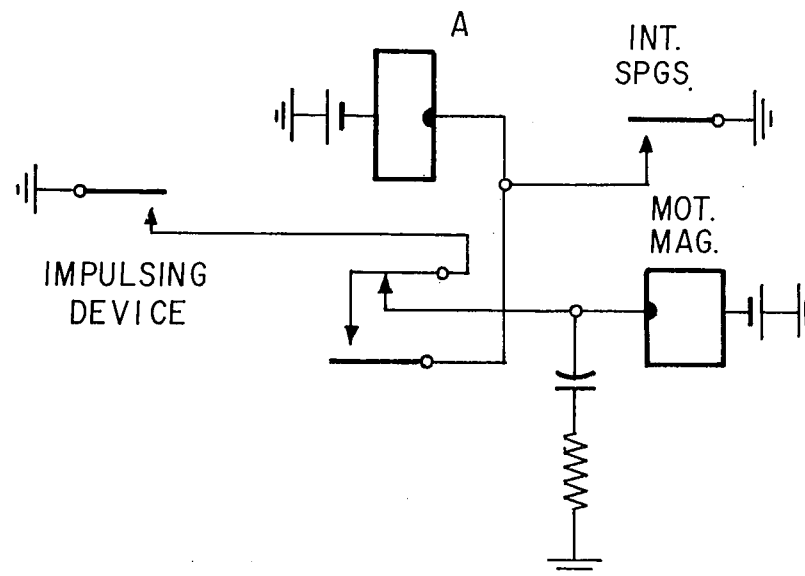 A
INT.
SPGS.
MOT.
MAG.
IMPULSING
DEVICE